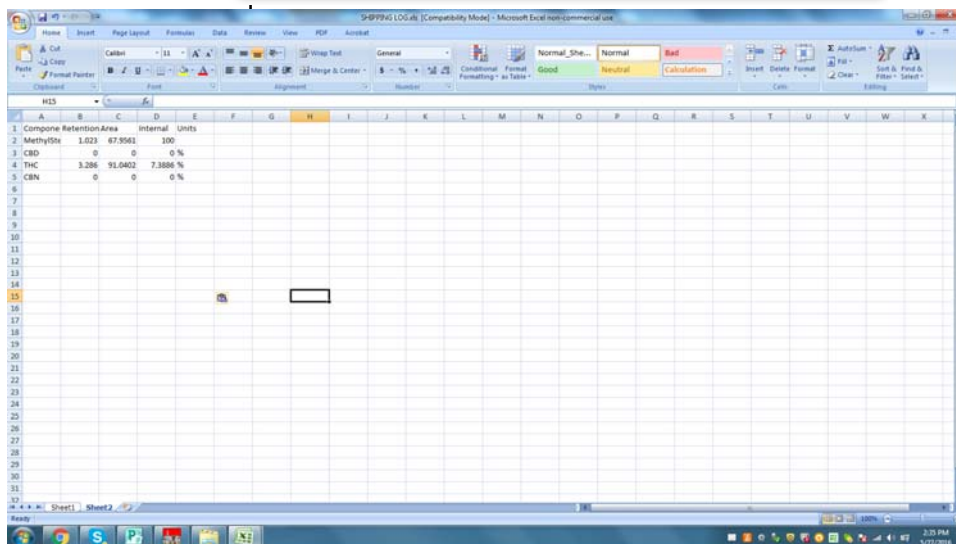 SHIPPING LOG.xls [Compatibility Mode] - Microsoft Excel non-commercial use
Home Insert Page Layout Formulas Data Review View PDF Acrobat
Cut
Copy
Paste
Format Painter
Calibri 11
Wrap Text
Merge & Center
General
Conditional Formatting
Format as Table
Normal_She... Normal Bad
Good Neutral Calculation
Insert Delete Format
AutoSum
Fill
Clear
Sort & Filter
Find & Select
Clipboard Font Alignment Number Styles Cells Editing
H15 fx
A B C D E F G H I J K L M N O P Q R S T U V W X
1 Compone Retention Area Internal Units
2 MethylSte 1.023 67.9561 100
3 CBD 0 0 0 %
4 THC 3.286 91.0402 7.3886 %
5 CBN 0 0 0 %
6
7
8
9
10
11
12
13
14
15
16
17
18
19
20
21
22
23
24
25
26
27
28
29
30
31
32
Sheet1 Sheet2
Ready 100%
2:35 PM
5/27/2016